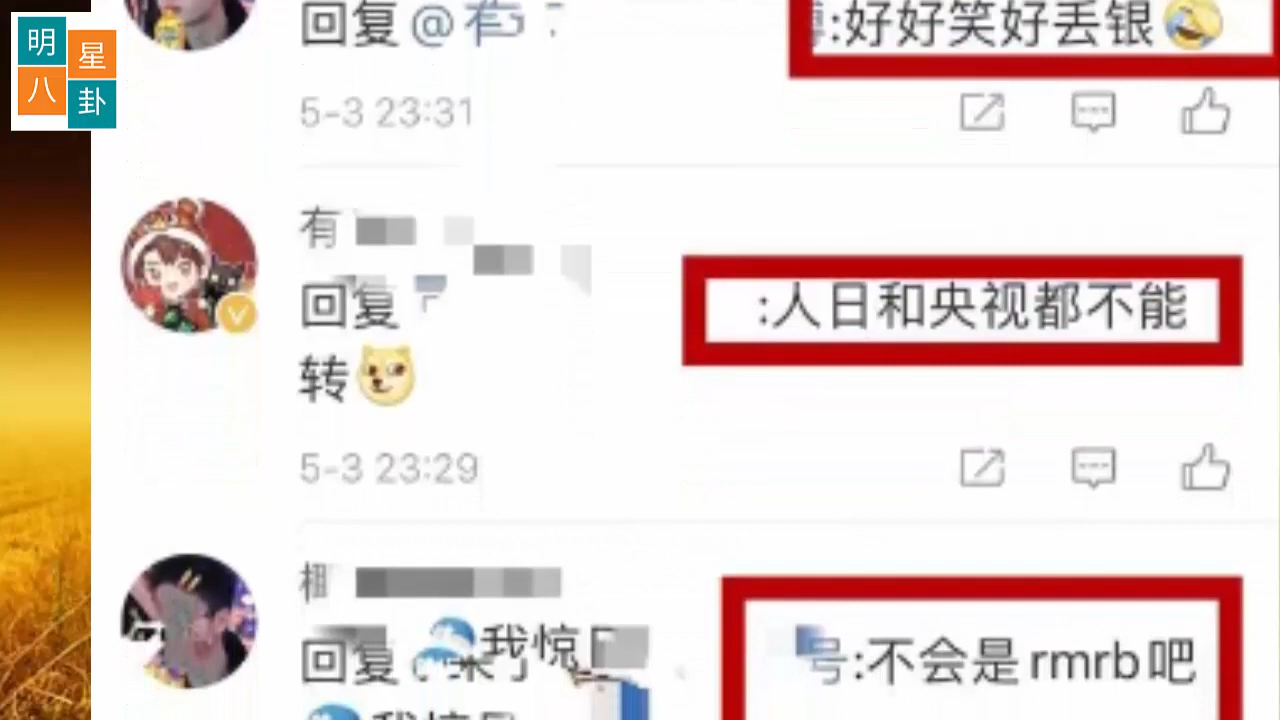 明星
八卦
回复@有
:好好笑好丢银
5-3 23:31
有
回复 :人日和央视都不能
转
5-3 23:29
回复 我惊 号:不会是rmrb吧